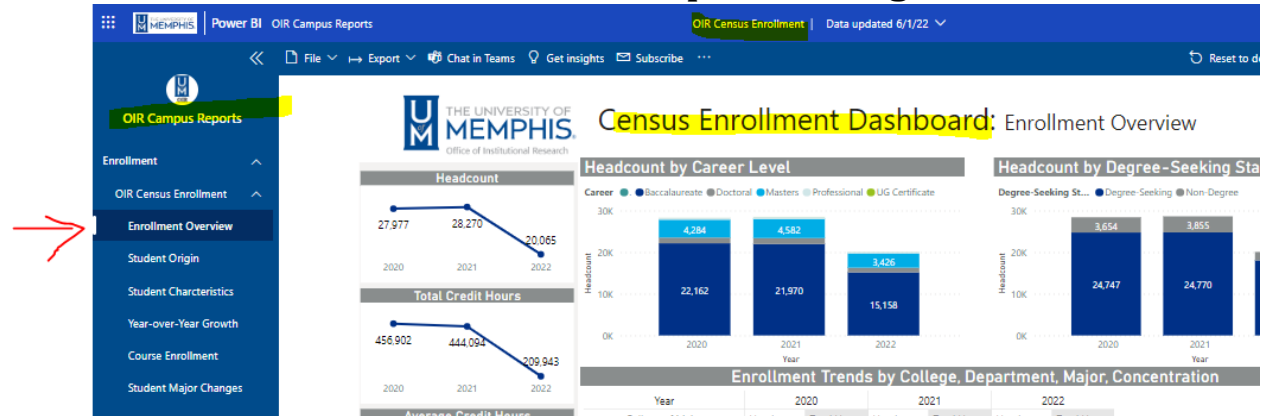 THE UNIVERSITY OF
MEMPHIS
Power BI OIR Campus Reports
OIR Census Enrollment | Data updated 6/1/22
File Export Chat in Teams Get insights Subscribe ...
Reset to de
OIR Campus Reports
Enrollment
OIR Census Enrollment
Enrollment Overview
Student Origin
Student Charcteristics
Year-over-Year Growth
Course Enrollment
Student Major Changes
UM
THE UNIVERSITY OF
MEMPHIS.
Office of Institutional Research
Census Enrollment Dashboard: Enrollment Overview
Headcount
27,977 28,270 20,065
2020 2021 2022
Total Credit Hours
456,902 444,094 209,943
2020 2021 2022
Average Credit Hours
Headcount by Career Level
Career . Baccalaureate Doctoral Masters Professional UG Certificate
Headcount
30K
20K
10K
0K
4,284 4,582 3,426
22,162 21,970 15,158
2020 2021 2022
Year
Headcount by Degree-Seeking Sta
Degree-Seeking St... Degree-Seeking Non-Degree
Headcount
30K
20K
10K
0K
3,654 3,855
24,747 24,770
2020 2021
Year
Enrollment Trends by College, Department, Major, Concentration
Year 2020 2021 2022